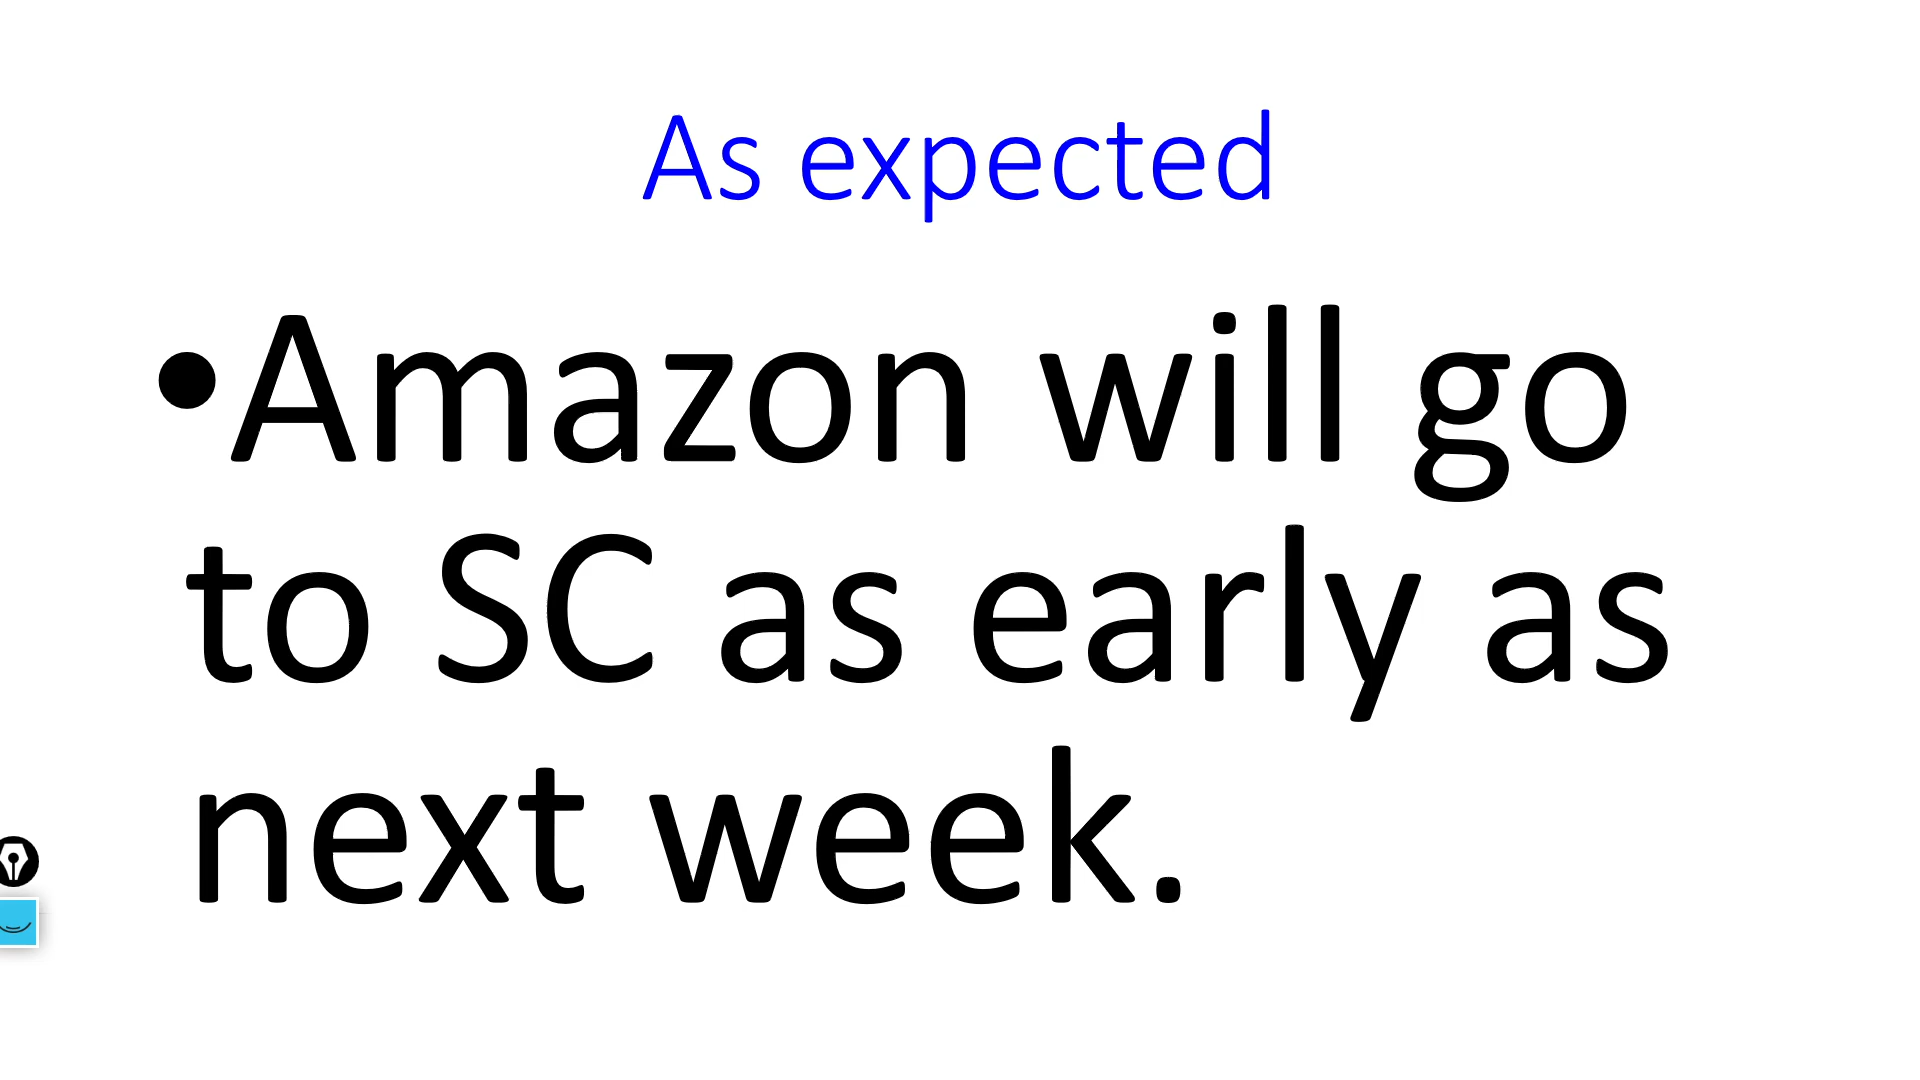 As expected
•Amazon will go
to SC as early as
next week.